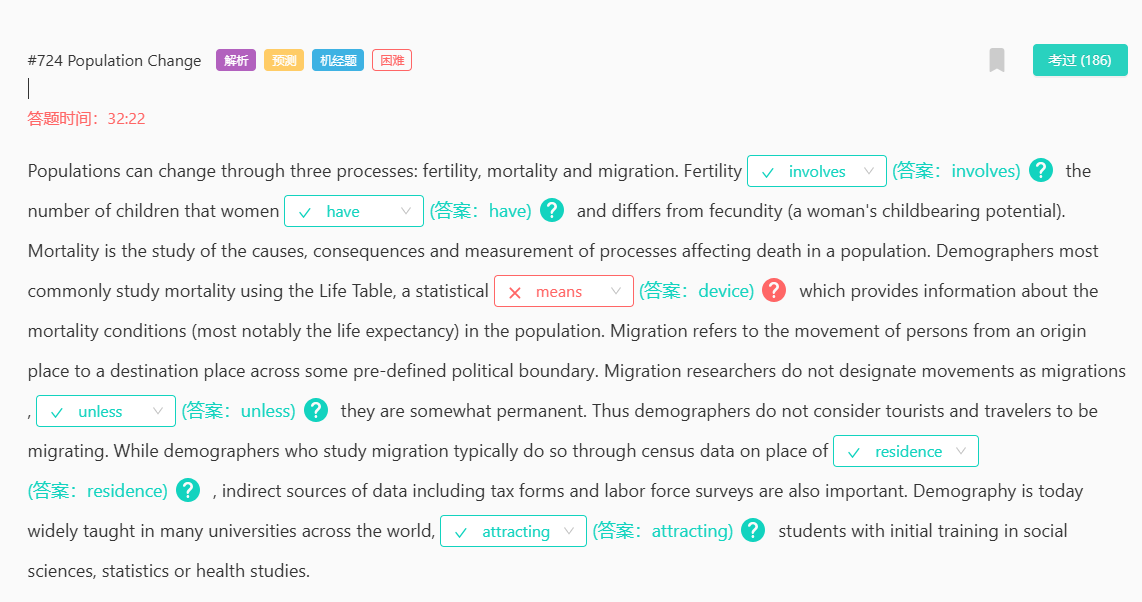 #724 Population Change 解析 预测 机经题 困难 考过 (186)
答题时间：32:22
Populations can change through three processes: fertility, mortality and migration. Fertility involves (答案：involves) ? the
number of children that women have (答案：have) ? and differs from fecundity (a woman's childbearing potential).
Mortality is the study of the causes, consequences and measurement of processes affecting death in a population. Demographers most
commonly study mortality using the Life Table, a statistical means (答案：device) ? which provides information about the
mortality conditions (most notably the life expectancy) in the population. Migration refers to the movement of persons from an origin
place to a destination place across some pre-defined political boundary. Migration researchers do not designate movements as migrations
, unless (答案：unless) ? they are somewhat permanent. Thus demographers do not consider tourists and travelers to be
migrating. While demographers who study migration typically do so through census data on place of residence
(答案：residence) ? , indirect sources of data including tax forms and labor force surveys are also important. Demography is today
widely taught in many universities across the world, attracting (答案：attracting) ? students with initial training in social
sciences, statistics or health studies.